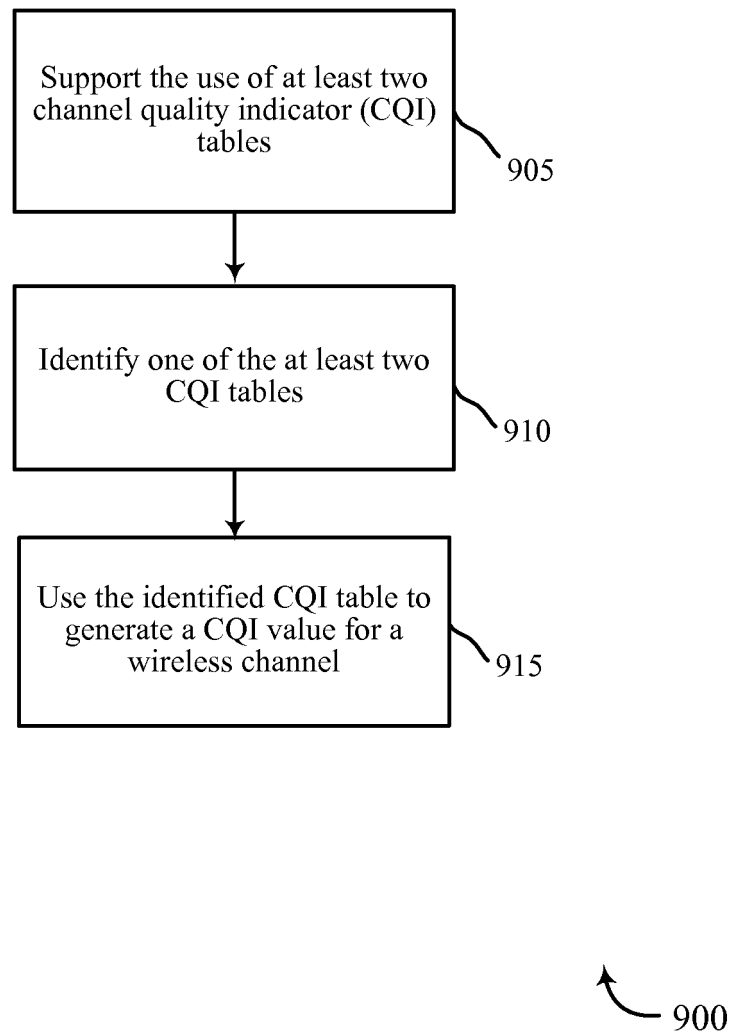 Support the use of at least two
channel quality indicator (CQI)
tables
905
Identify one of the at least two
CQI tables
910
Use the identified CQI table to
generate a CQI value for a
wireless channel
915
900